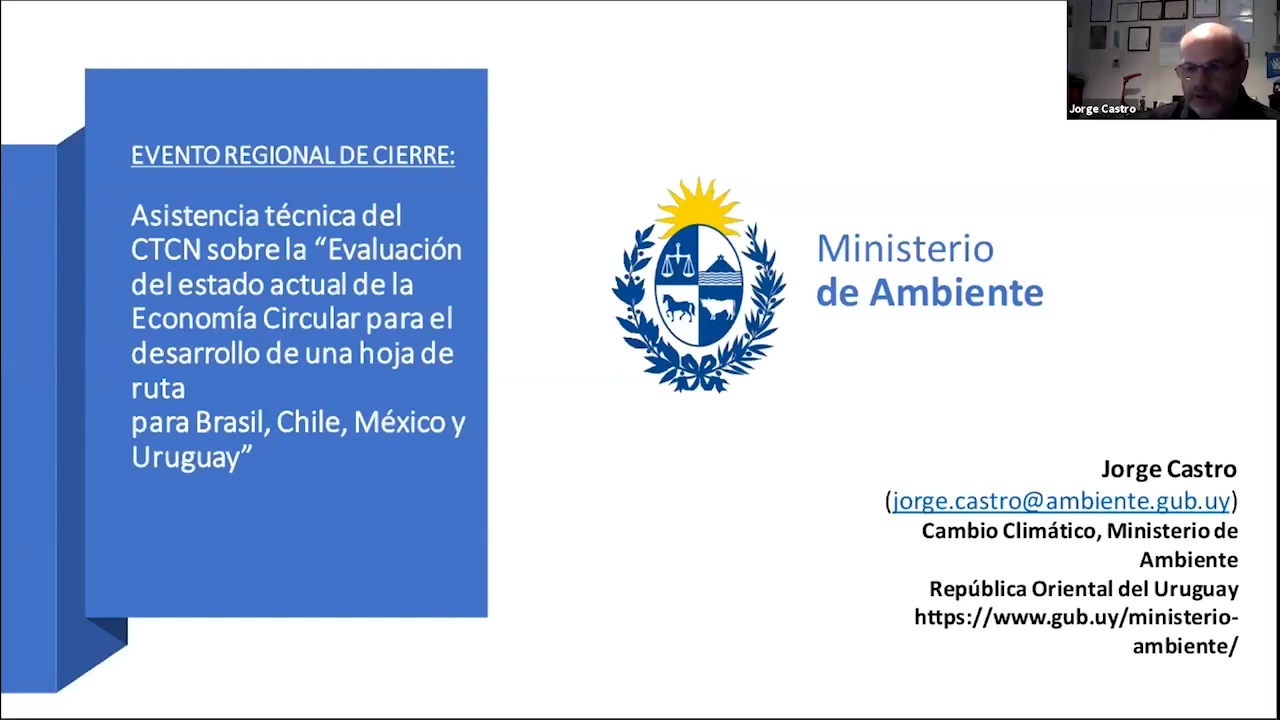 Jorge Castro
EVENTO REGIONAL DE CIERRE:
Asistencia técnica del
CTCN sobre la “Evaluación
del estado actual de la
Economía Circular para el
desarrollo de una hoja de
ruta
para Brasil, Chile, México y
Uruguay”
Ministerio
de Ambiente
Jorge Castro
(jorge.castro@ambiente.gub.uy)
Cambio Climático, Ministerio de
Ambiente
República Oriental del Uruguay
https://www.gub.uy/ministerio-
ambiente/